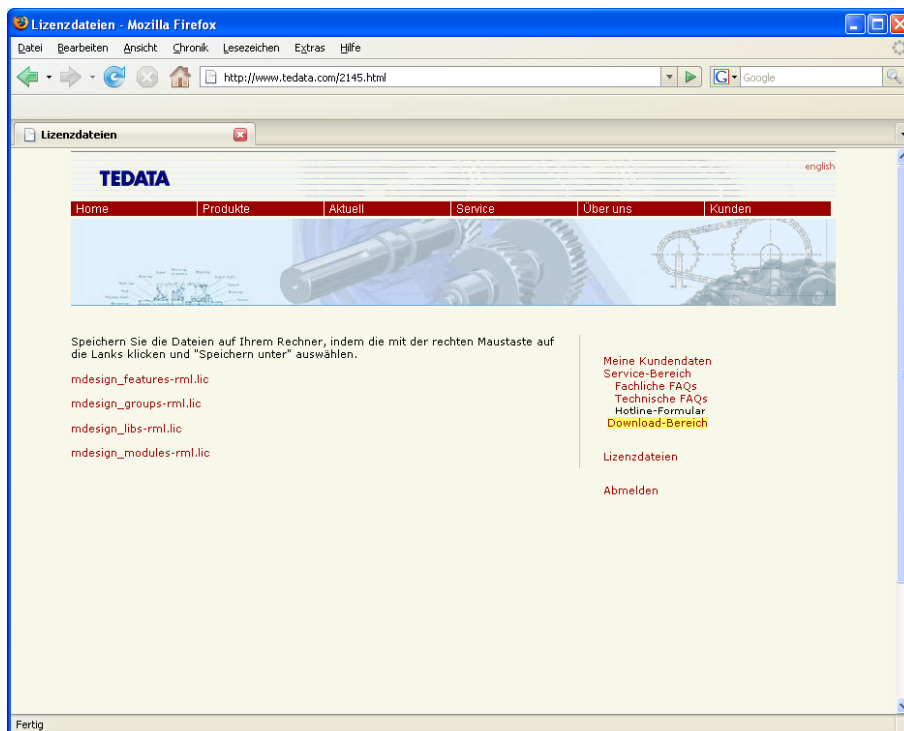 Lizenzdateien - Mozilla Firefox
Datei Bearbeiten Ansicht Chronik Lesezeichen Extras Hilfe
http://www.tedata.com/2145.html
G Google
Lizenzdateien
english
TEDATA
Home Produkte Aktuell Service Über uns Kunden
Speichern Sie die Dateien auf Ihrem Rechner, indem die mit der rechten Maustaste auf
die Lanks klicken und "Speichern unter" auswählen.
mdesign_features-rml.lic
mdesign_groups-rml.lic
mdesign_libs-rml.lic
mdesign_modules-rml.lic
Meine Kundendaten
Service-Bereich
Fachliche FAQs
Technische FAQs
Hotline-Formular
Download-Bereich
Lizenzdateien
Abmelden
Fertig